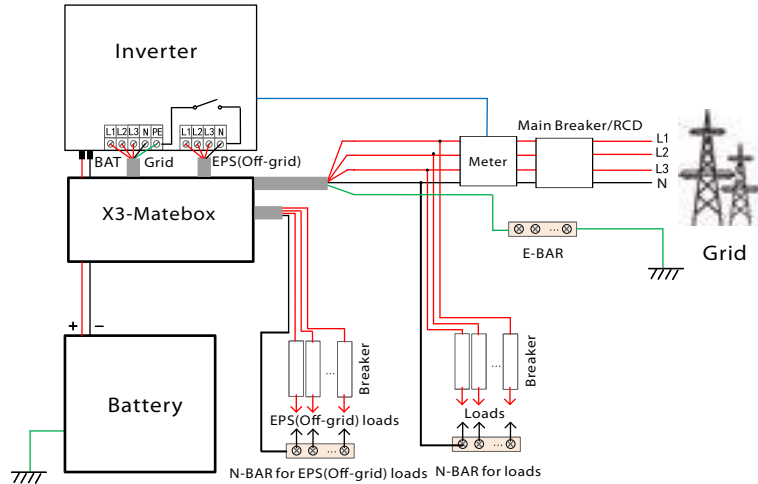 Inverter
L1 L2 L3 N PE
L1 L2 L3 N
BAT
Grid
EPS(Off-grid)
X3-Matebox
Meter
Main Breaker/RCD
L1
L2
L3
N
Grid
...
E-BAR
+
−
Battery
...
Breaker
EPS(Off-grid) loads
...
N-BAR for EPS(Off-grid) loads
...
Breaker
Loads
...
N-BAR for loads